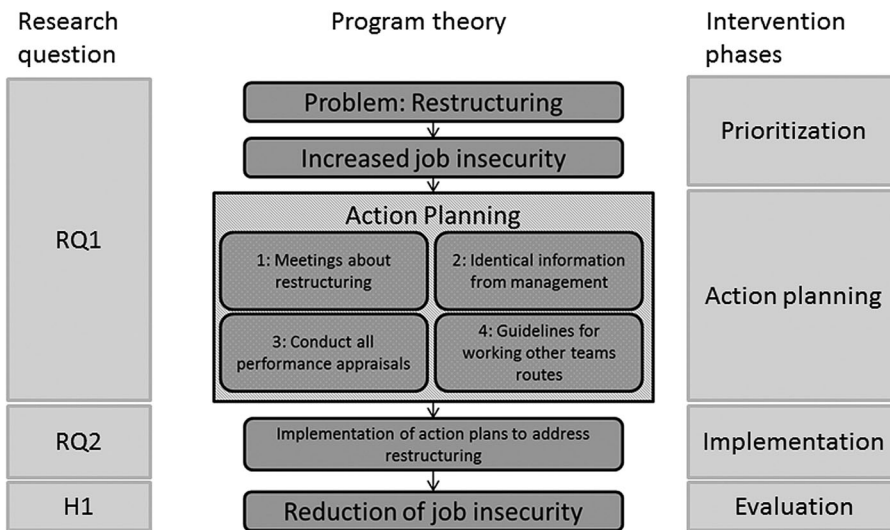 Research
question
Program theory
Intervention
phases
Problem: Restructuring
Prioritization
Increased job insecurity
RQ1
Action Planning
1: Meetings about
restructuring
2: Identical information
from management
3: Conduct all
performance appraisals
4: Guidelines for
working other teams
routes
Action planning
RQ2
Implementation of action plans to address
restructuring
Implementation
H1
Reduction of job insecurity
Evaluation